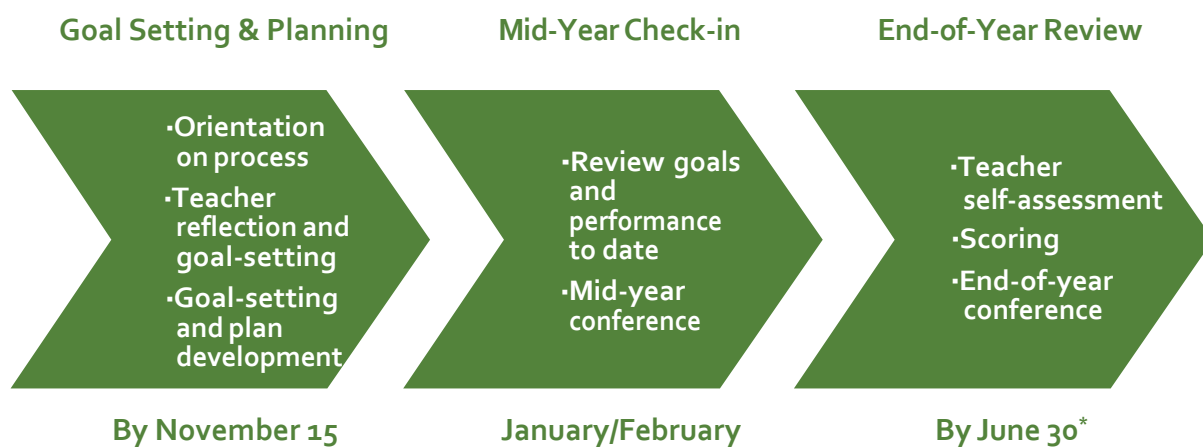 Goal Setting & Planning
Mid-Year Check-in
End-of-Year Review
▪Orientation
on process
▪Teacher
reflection and
goal-setting
▪Goal-setting
and plan
development
▪Review goals
and
performance
to date
▪Mid-year
conference
▪Teacher
self-assessment
▪Scoring
▪End-of-year
conference
By November 15
January/February
By June 30*